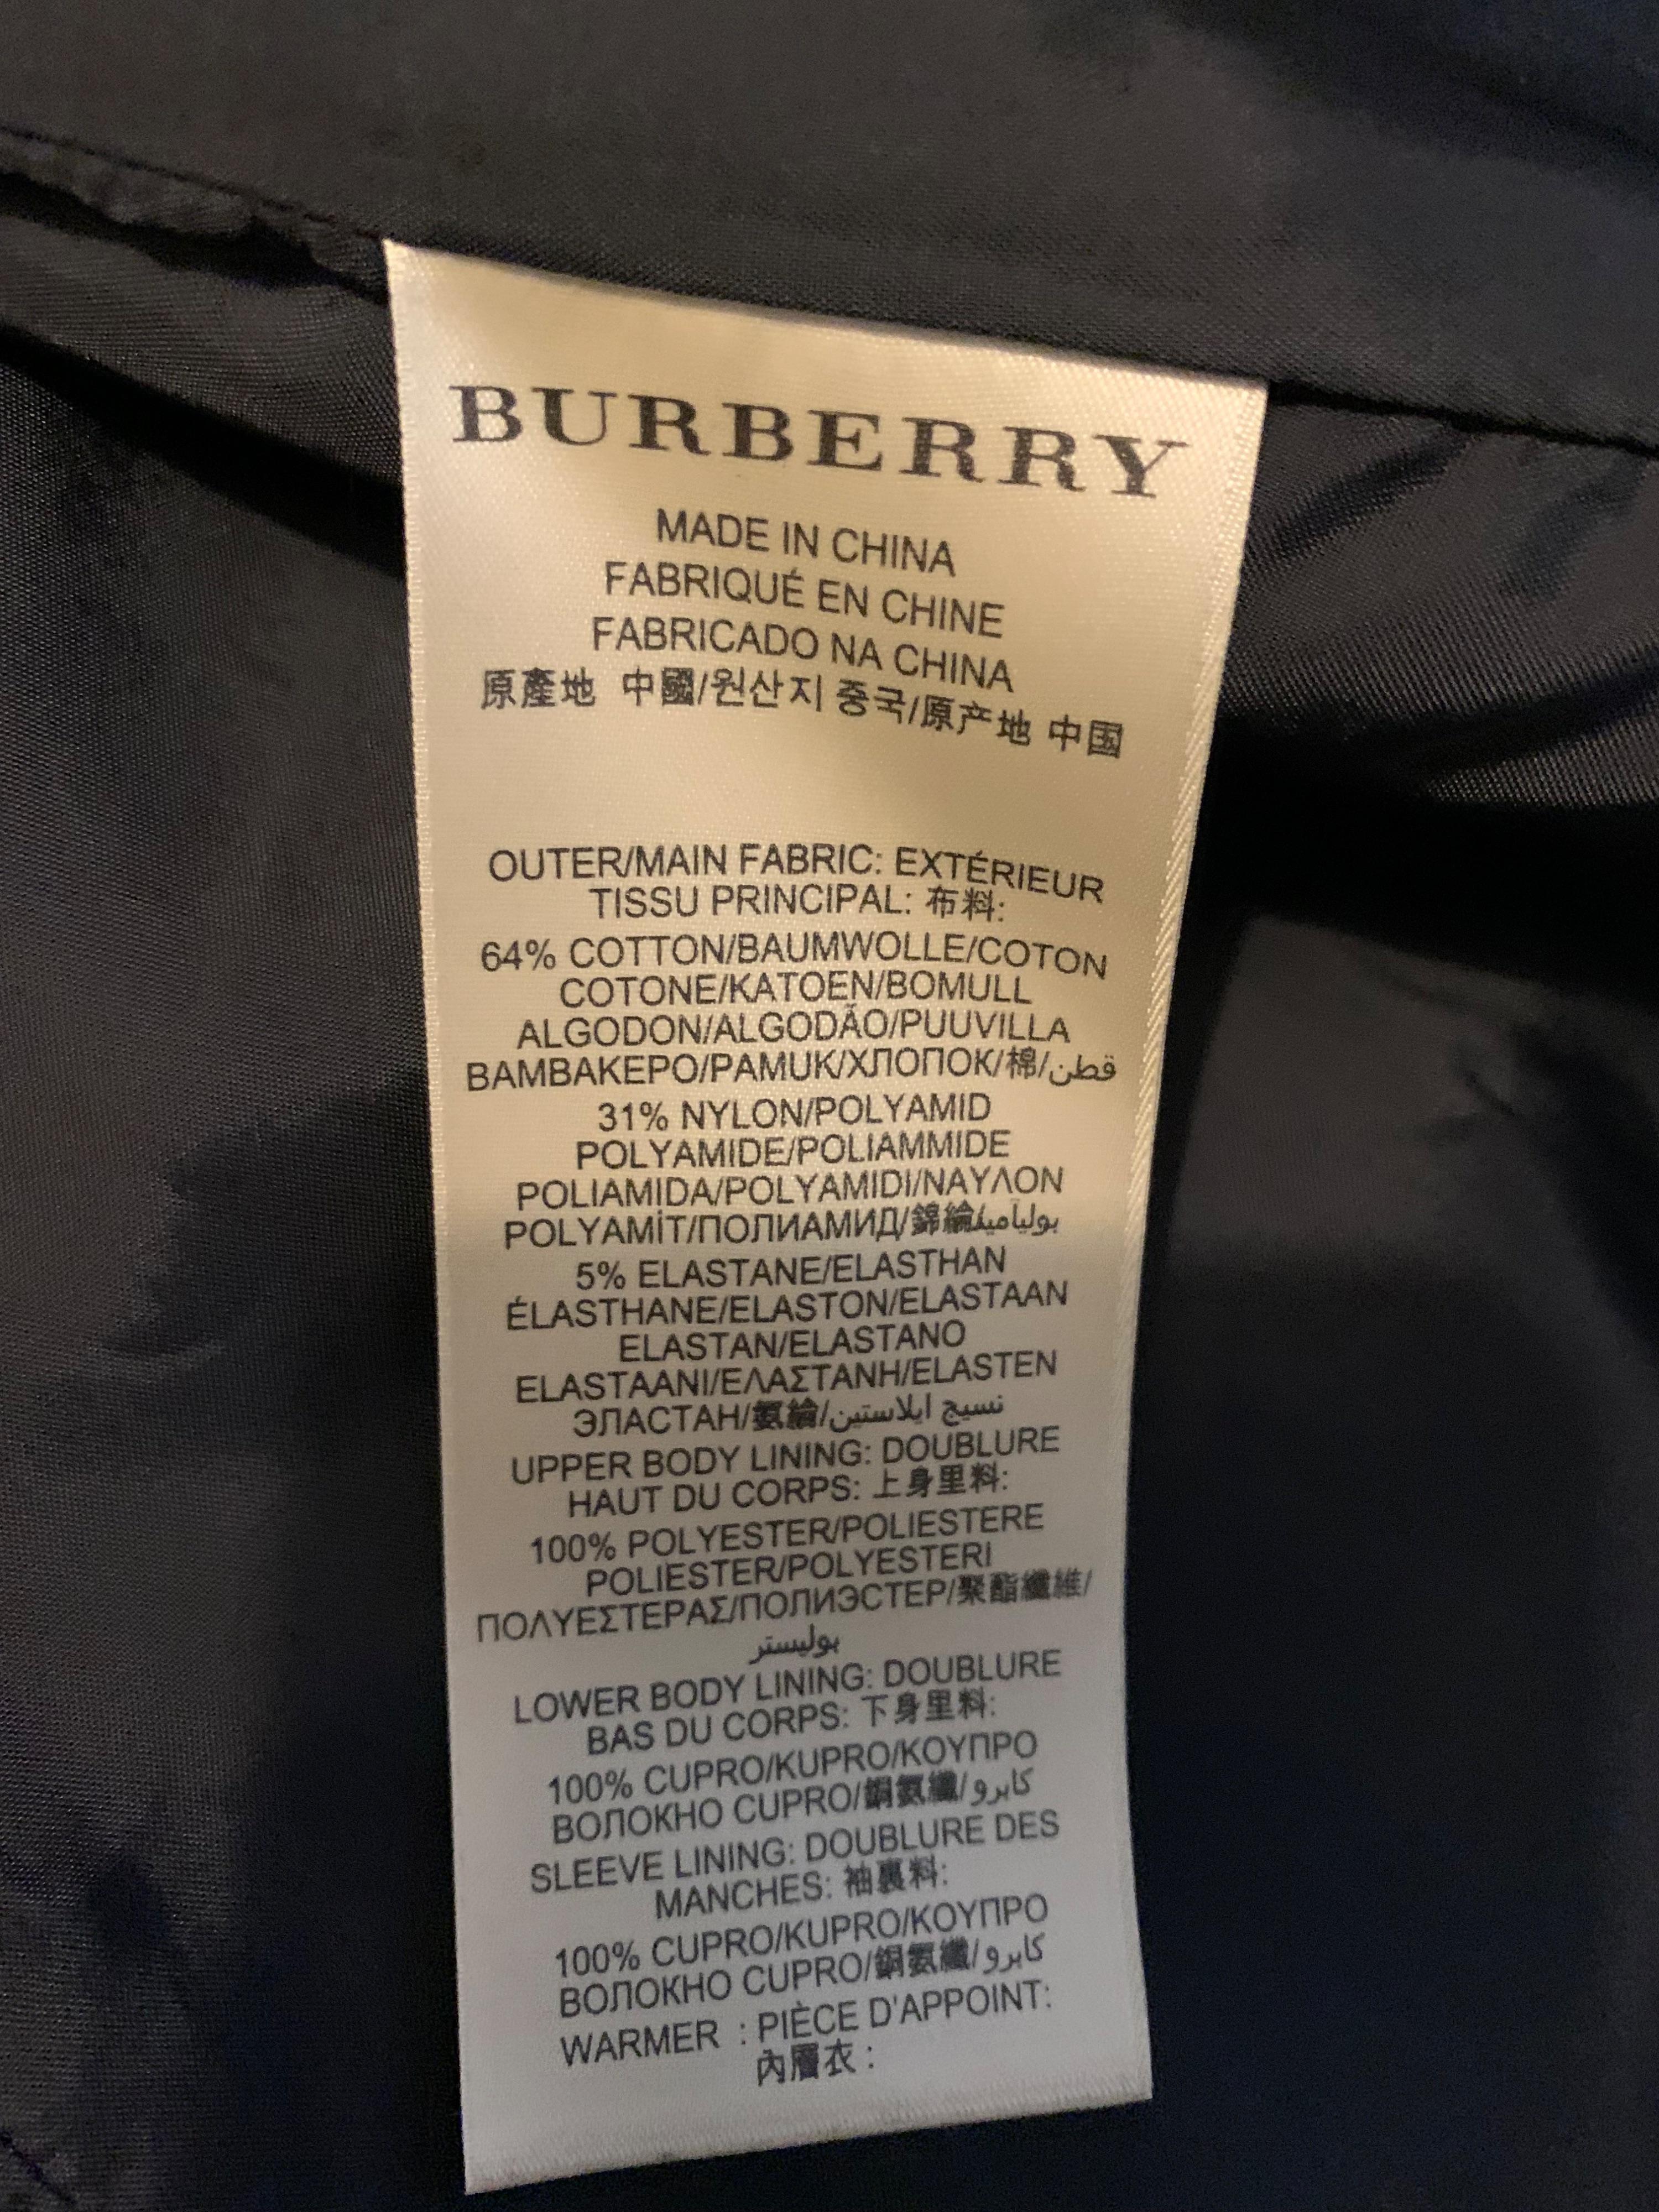 BURBERRY
MADE IN CHINA
FABRIQUÉ EN CHINE
FABRICADO NA CHINA
原產地 中國/원산지 중국/原产地 中国
OUTER/MAIN FABRIC: EXTÉRIEUR
TISSU PRINCIPAL: 布料:
64% COTTON/BAUMWOLLE/COTON
COTONE/KATOEN/BOMULL
ALGODON/ALGODÃO/PUUVILLA
ΒΑΜΒΑΚΕΡΟ/PAMUK/ХЛОПОК/棉/قطن
31% NYLON/POLYAMID
POLYAMIDE/POLIAMMIDE
POLIAMIDA/POLYAMIDI/ΝΑΥΛΟΝ
POLYAMİT/ПОЛИАМИД/錦綸/بوليآميد
5% ELASTANE/ELASTHAN
ÉLASTHANE/ELASTON/ELASTAAN
ELASTAN/ELASTANO
ELASTAANI/ΕΛΑΣΤΑΝΗ/ELASTEN
ЭЛАСТАН/氨綸/نسيج ايلاستين
UPPER BODY LINING: DOUBLURE
HAUT DU CORPS: 上身里料:
100% POLYESTER/POLIESTERE
POLIESTER/POLYESTERI
ΠΟΛΥΕΣΤΕΡΑΣ/ПОЛИЭСТЕР/聚酯纖維/
بوليستر
LOWER BODY LINING: DOUBLURE
BAS DU CORPS: 下身里料:
100% CUPRO/KUPRO/ΚΟΥΠΡΟ
ВОЛОКНО CUPRO/銅氨纖/كابرو
SLEEVE LINING: DOUBLURE DES
MANCHES: 袖裏料:
100% CUPRO/KUPRO/ΚΟΥΠΡΟ
ВОЛОКНО CUPRO/銅氨纖/كابرو
WARMER : PIÈCE D'APPOINT:
內層衣 :